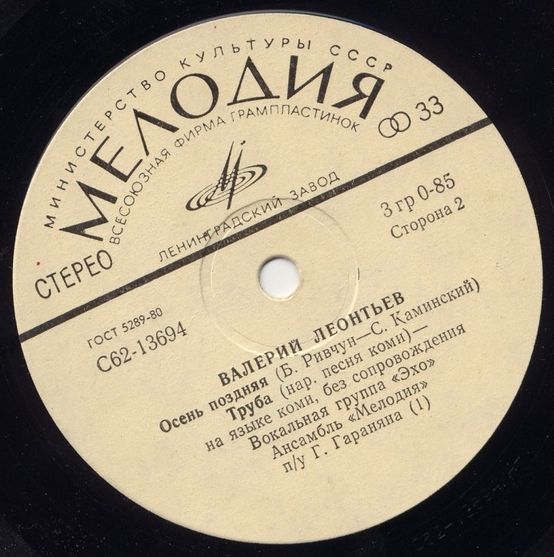 МИНИСТЕРСТВО КУЛЬТУРЫ СССР
МЕЛОДИЯ
ВСЕСОЮЗНАЯ ФИРМА ГРАМПЛАСТИНОК
33
ЛЕНИНГРАДСКИЙ ЗАВОД
СТЕРЕО
3 гр 0-85
Сторона 2
ГОСТ 5289-80
С62-13694
ВАЛЕРИЙ ЛЕОНТЬЕВ
Осень поздняя (Б. Ривчун—С. Каминский)
Труба (нар. песня коми)—
на языке коми, без сопровождения
Вокальная группа «Эхо»
Ансамбль «Мелодия»
п/у Г. Гараняна (1)